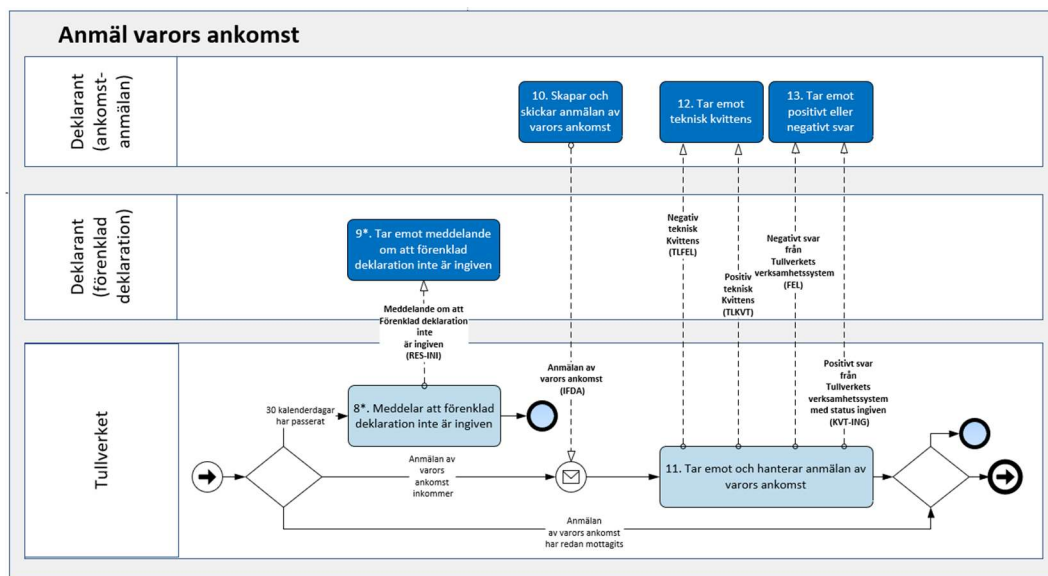 Anmäl varors ankomst
Deklarant
(ankomst-
anmälan)
10. Skapar och
skickar anmälan av
varors ankomst
12. Tar emot
teknisk kvittens
13. Tar emot
positivt eller
negativt svar
Deklarant
(förenklad
deklaration)
9*. Tar emot meddelande
om att förenklad
deklaration inte är ingiven
Negativ
teknisk
Kvittens
(TLFEL)
Positiv
teknisk
Kvittens
(TLKVT)
Negativt svar
från
Tullverkets
verksamhetssystem
(FEL)
Meddelande om att
Förenklad deklaration
inte
är ingiven
(RES-INI)
Anmälan av
varors ankomst
(IFDA)
Positivt svar
från
Tullverkets
verksamhetssystem
med status ingiven
(KVT-ING)
Tullverket
30 kalenderdagar
har passerat
8*. Meddelar att förenklad
deklaration inte är ingiven
Anmälan av
varors
ankomst
inkommer
11. Tar emot och hanterar anmälan av
varors ankomst
Anmälan
av varors ankomst
har redan mottagits